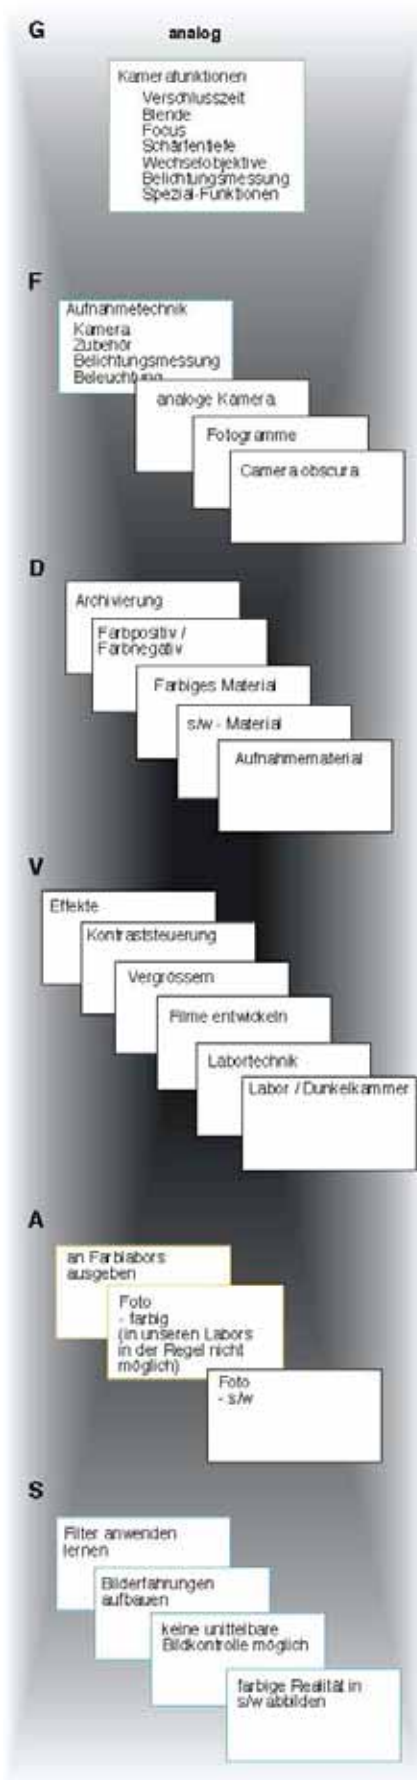 G
analog
Kamerafunktionen
Verschlusszeit
Blende
Focus
Schärfentiefe
Wechselobjektive
Belichtungsmessung
Spezial-Funktionen
F
Aufnahmetechnik
Kamera
Zubehör
Belichtungsmessung
Beleuchtung
analoge Kamera
Fotogramme
Camera obscura
D
Archivierung
Farbpositiv /
Farbnegativ
Farbiges Material
s/w - Material
Aufnahmematerial
V
Effekte
Kontraststeuerung
Vergrössern
Filme entwickeln
Labortechnik
Labor / Dunkelkammer
A
an Farblabors
ausgeben
Foto
- farbig
(in unseren Labors
in der Regel nicht
möglich)
Foto
- s/w
S
Filter anwenden
lernen
Bilderfahrungen
aufbauen
keine unittelbare
Bildkontrolle möglich
farbige Realität in
s/w abbilden